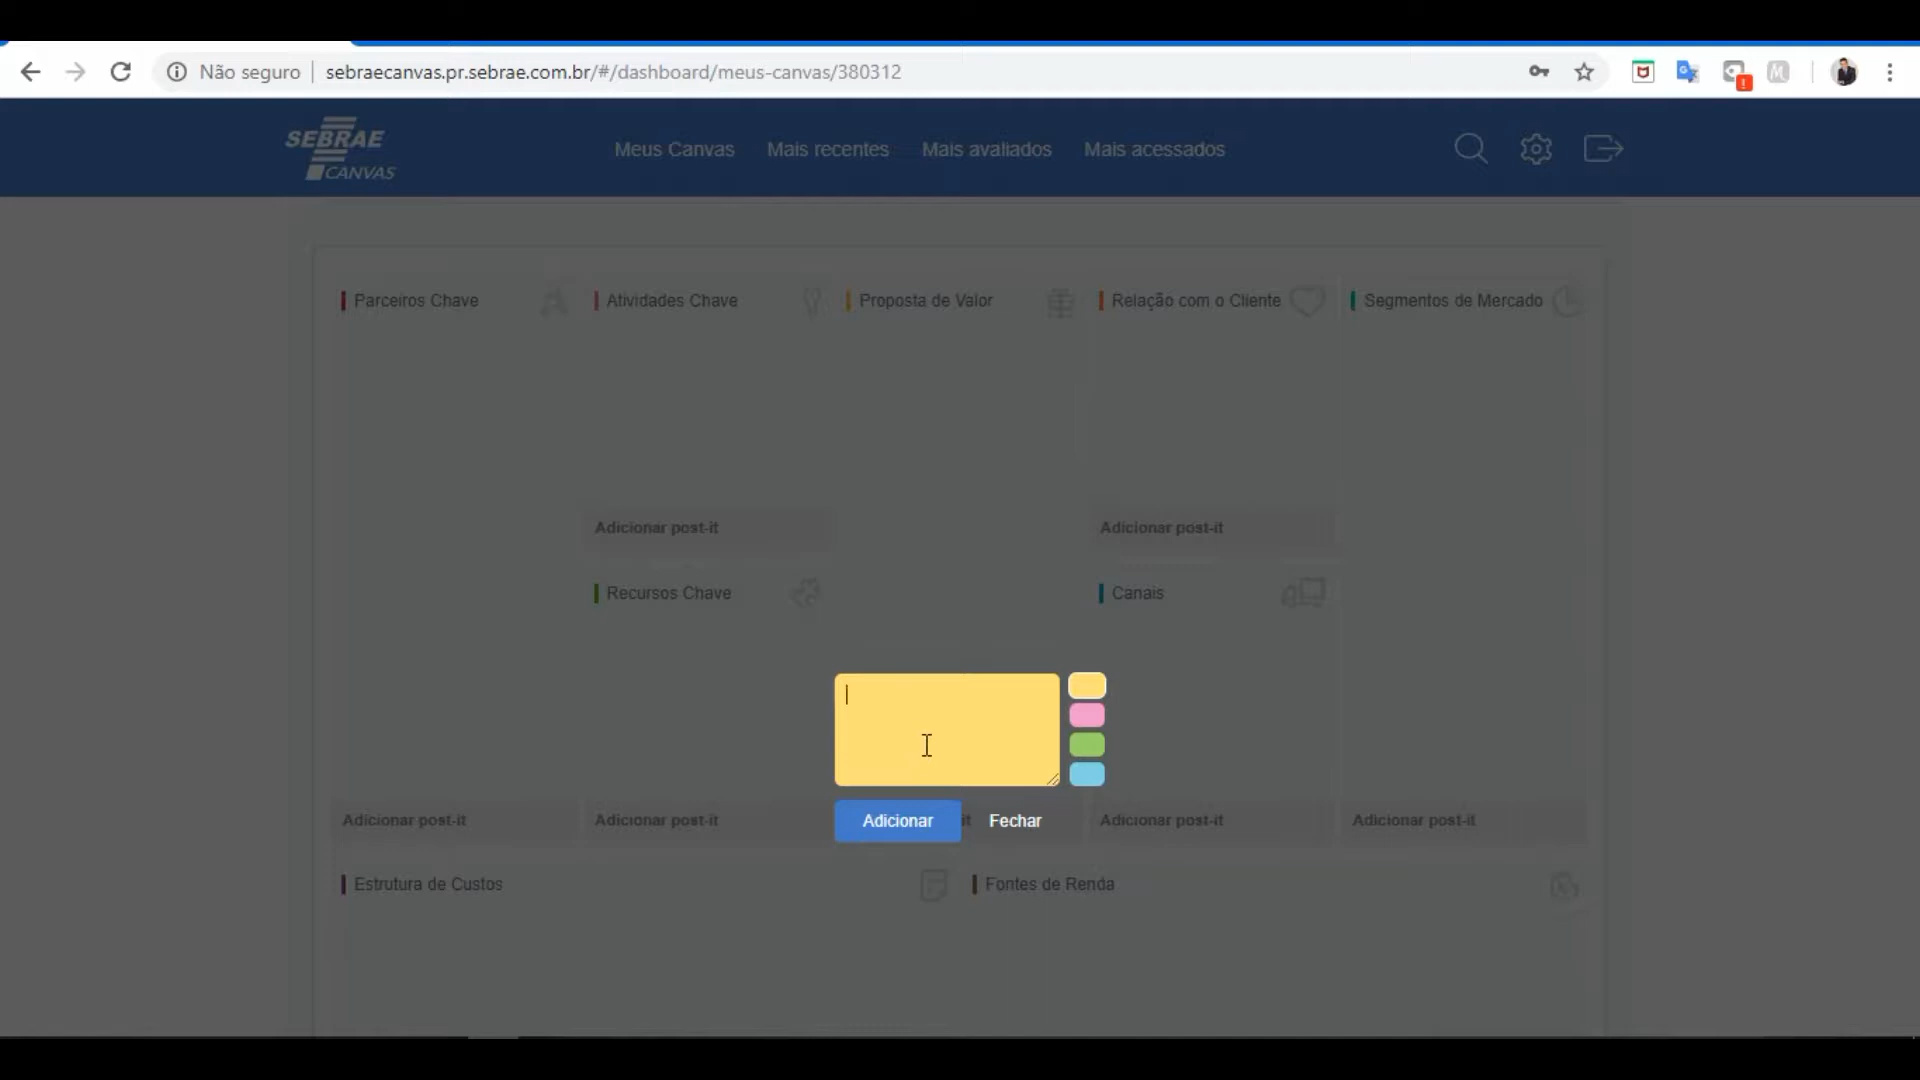 Não seguro
sebraecanvas.pr.sebrae.com.br/#/dashboard/meus-canvas/380312
SEBRAE
CANVAS
Meus Canvas
Mais recentes
Mais avaliados
Mais acessados
Parceiros Chave
Atividades Chave
Proposta de Valor
Relação com o Cliente
Segmentos de Mercado
Adicionar post-it
Adicionar post-it
Recursos Chave
Canais
Adicionar post-it
Adicionar post-it
Adicionar
it
Fechar
Adicionar post-it
Adicionar post-it
Estrutura de Custos
Fontes de Renda